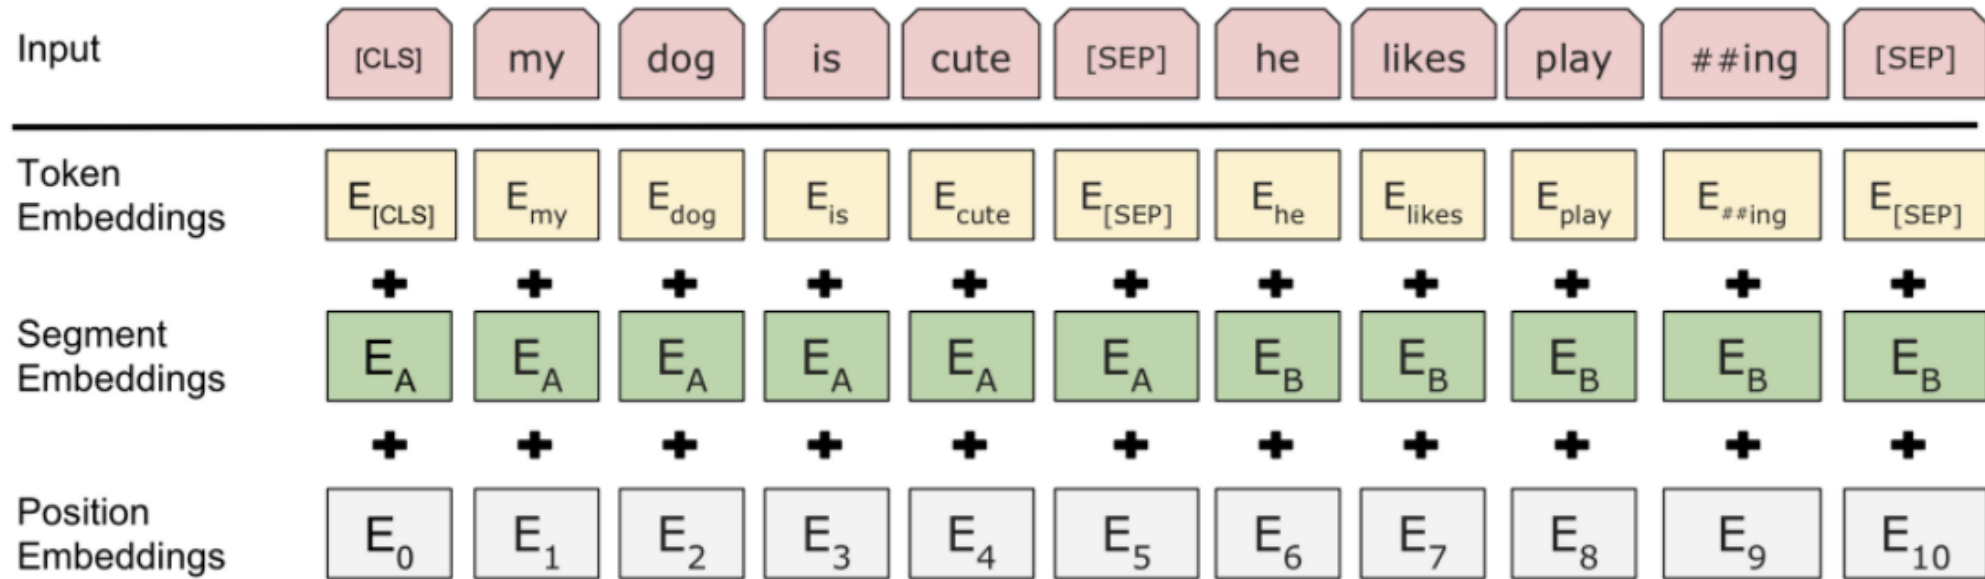 Input [CLS] my dog is cute [SEP] he likes play ##ing [SEP]
Token Embeddings E[CLS] Emy Edog Eis Ecute E[SEP] Ehe Elikes Eplay E##ing E[SEP]
+ + + + + + + + + + +
Segment Embeddings EA EA EA EA EA EA EB EB EB EB EB
+ + + + + + + + + + +
Position Embeddings E0 E1 E2 E3 E4 E5 E6 E7 E8 E9 E10